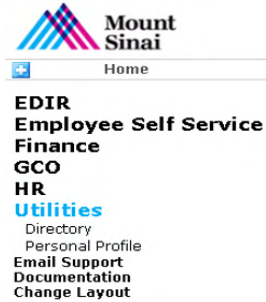 Mount
Sinai
Home
EDIR
Employee Self Service
Finance
GCO
HR
Utilities
Directory
Personal Profile
Email Support
Documentation
Change Layout